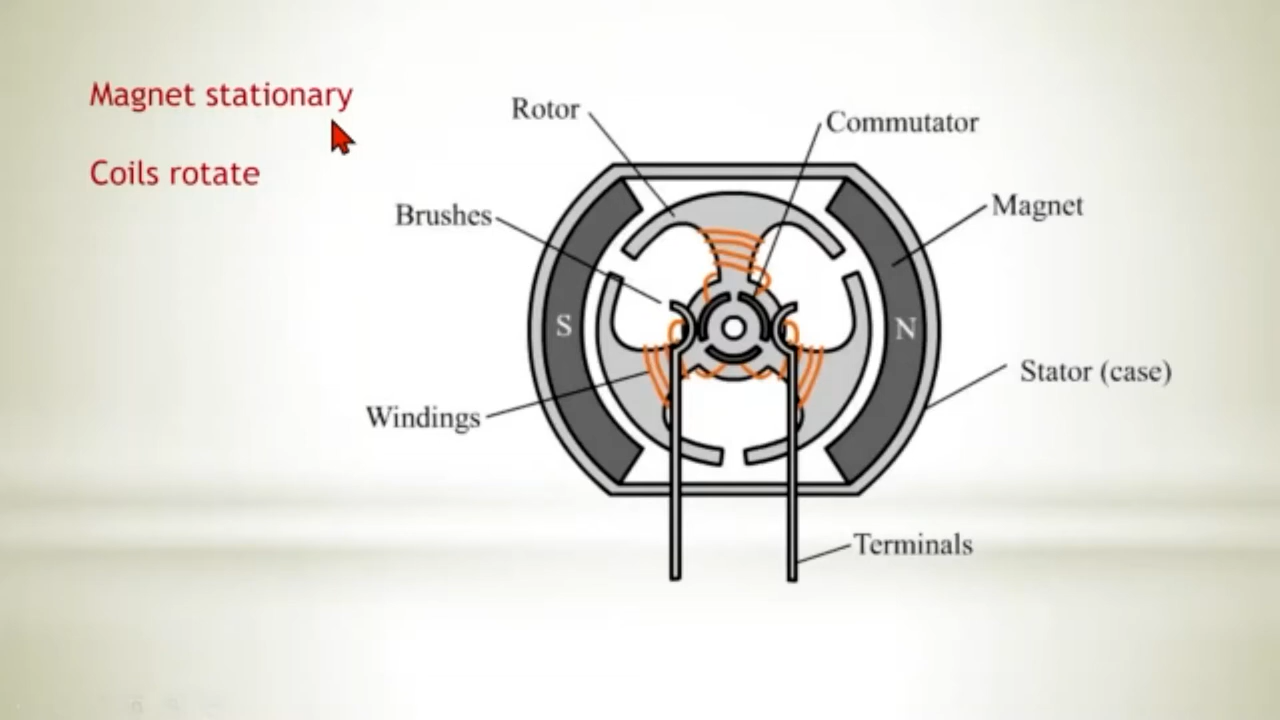 Magnet stationary
Coils rotate
Rotor
Commutator
Brushes
Magnet
S
N
Stator (case)
Windings
Terminals